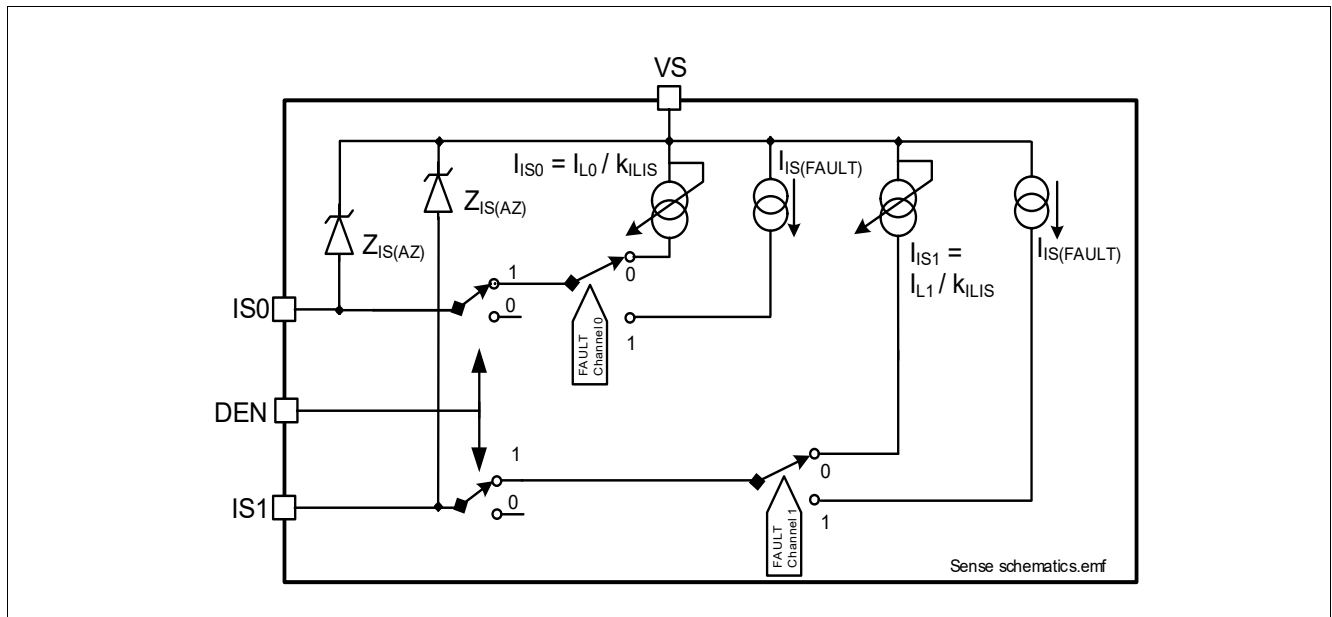 VS
I_IS0 = I_L0 / k_ILIS
I_IS(FAULT)
Z_IS(AZ)
Z_IS(AZ)
I_IS1 =
I_L1 / k_ILIS
I_IS(FAULT)
1
0
IS0
0
1
FAULT
Channel 0
DEN
1
0
IS1
0
1
FAULT
Channel 1
Sense schematics.emf